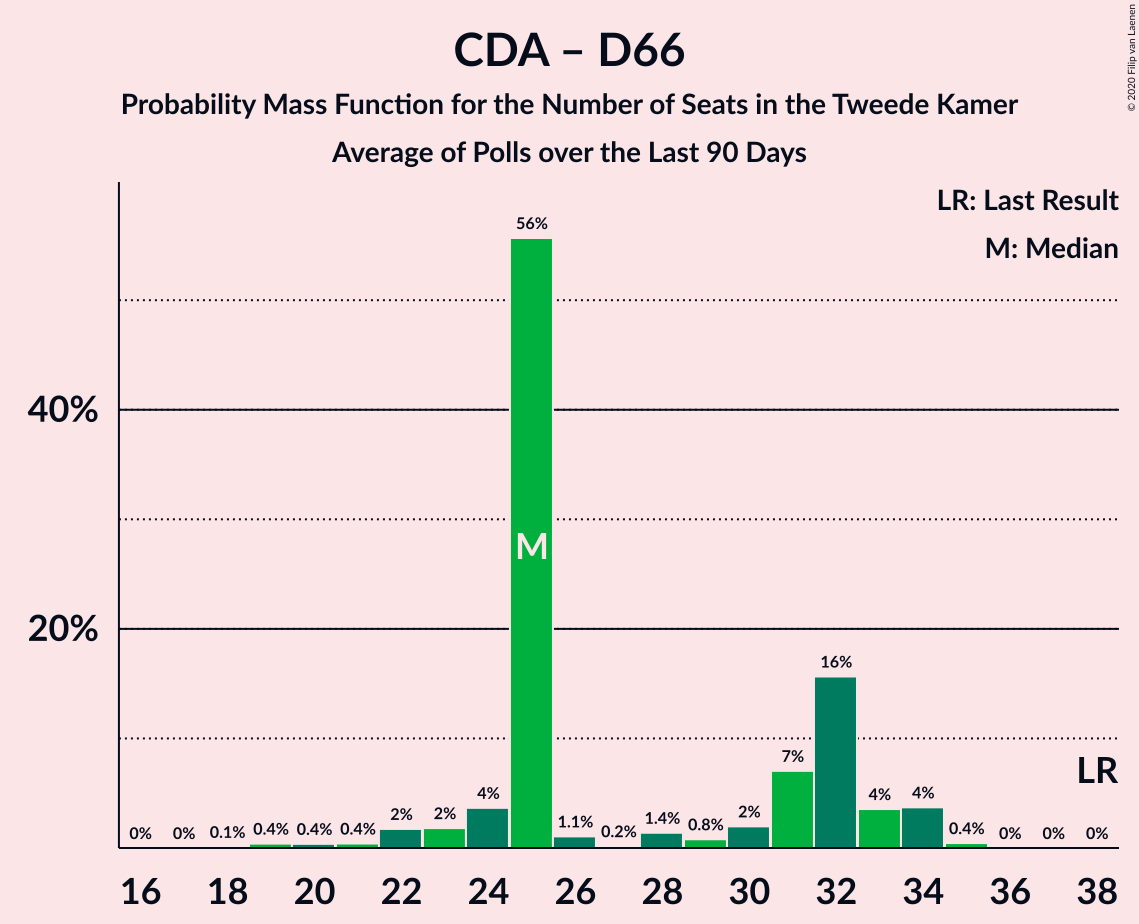 CDA – D66
Probability Mass Function for the Number of Seats in the Tweede Kamer
Average of Polls over the Last 90 Days
© 2020 Filip van Laenen
LR: Last Result
M: Median
56%
40%
M
20%
16%
7%
LR
4%
4%
4%
2%
2%
2%
1.1%
1.4%
0.8%
0.2%
0%
0%
0.1%
0.4%
0.4%
0.4%
0.4%
0%
0%
0%
16 18 20 22 24 26 28 30 32 34 36 38